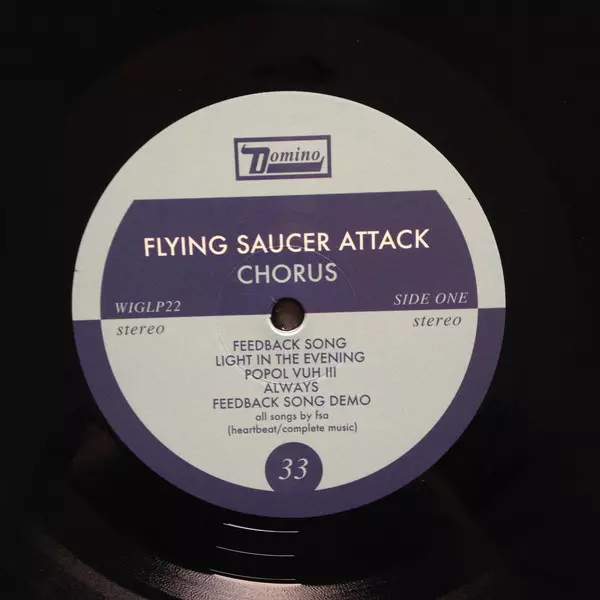 Domino
FLYING SAUCER ATTACK
CHORUS
WIGLP22
SIDE ONE
stereo
stereo
FEEDBACK SONG
LIGHT IN THE EVENING
POPOL VUH III
ALWAYS
FEEDBACK SONG DEMO
all songs by fsa
(heartbeat/complete music)
33